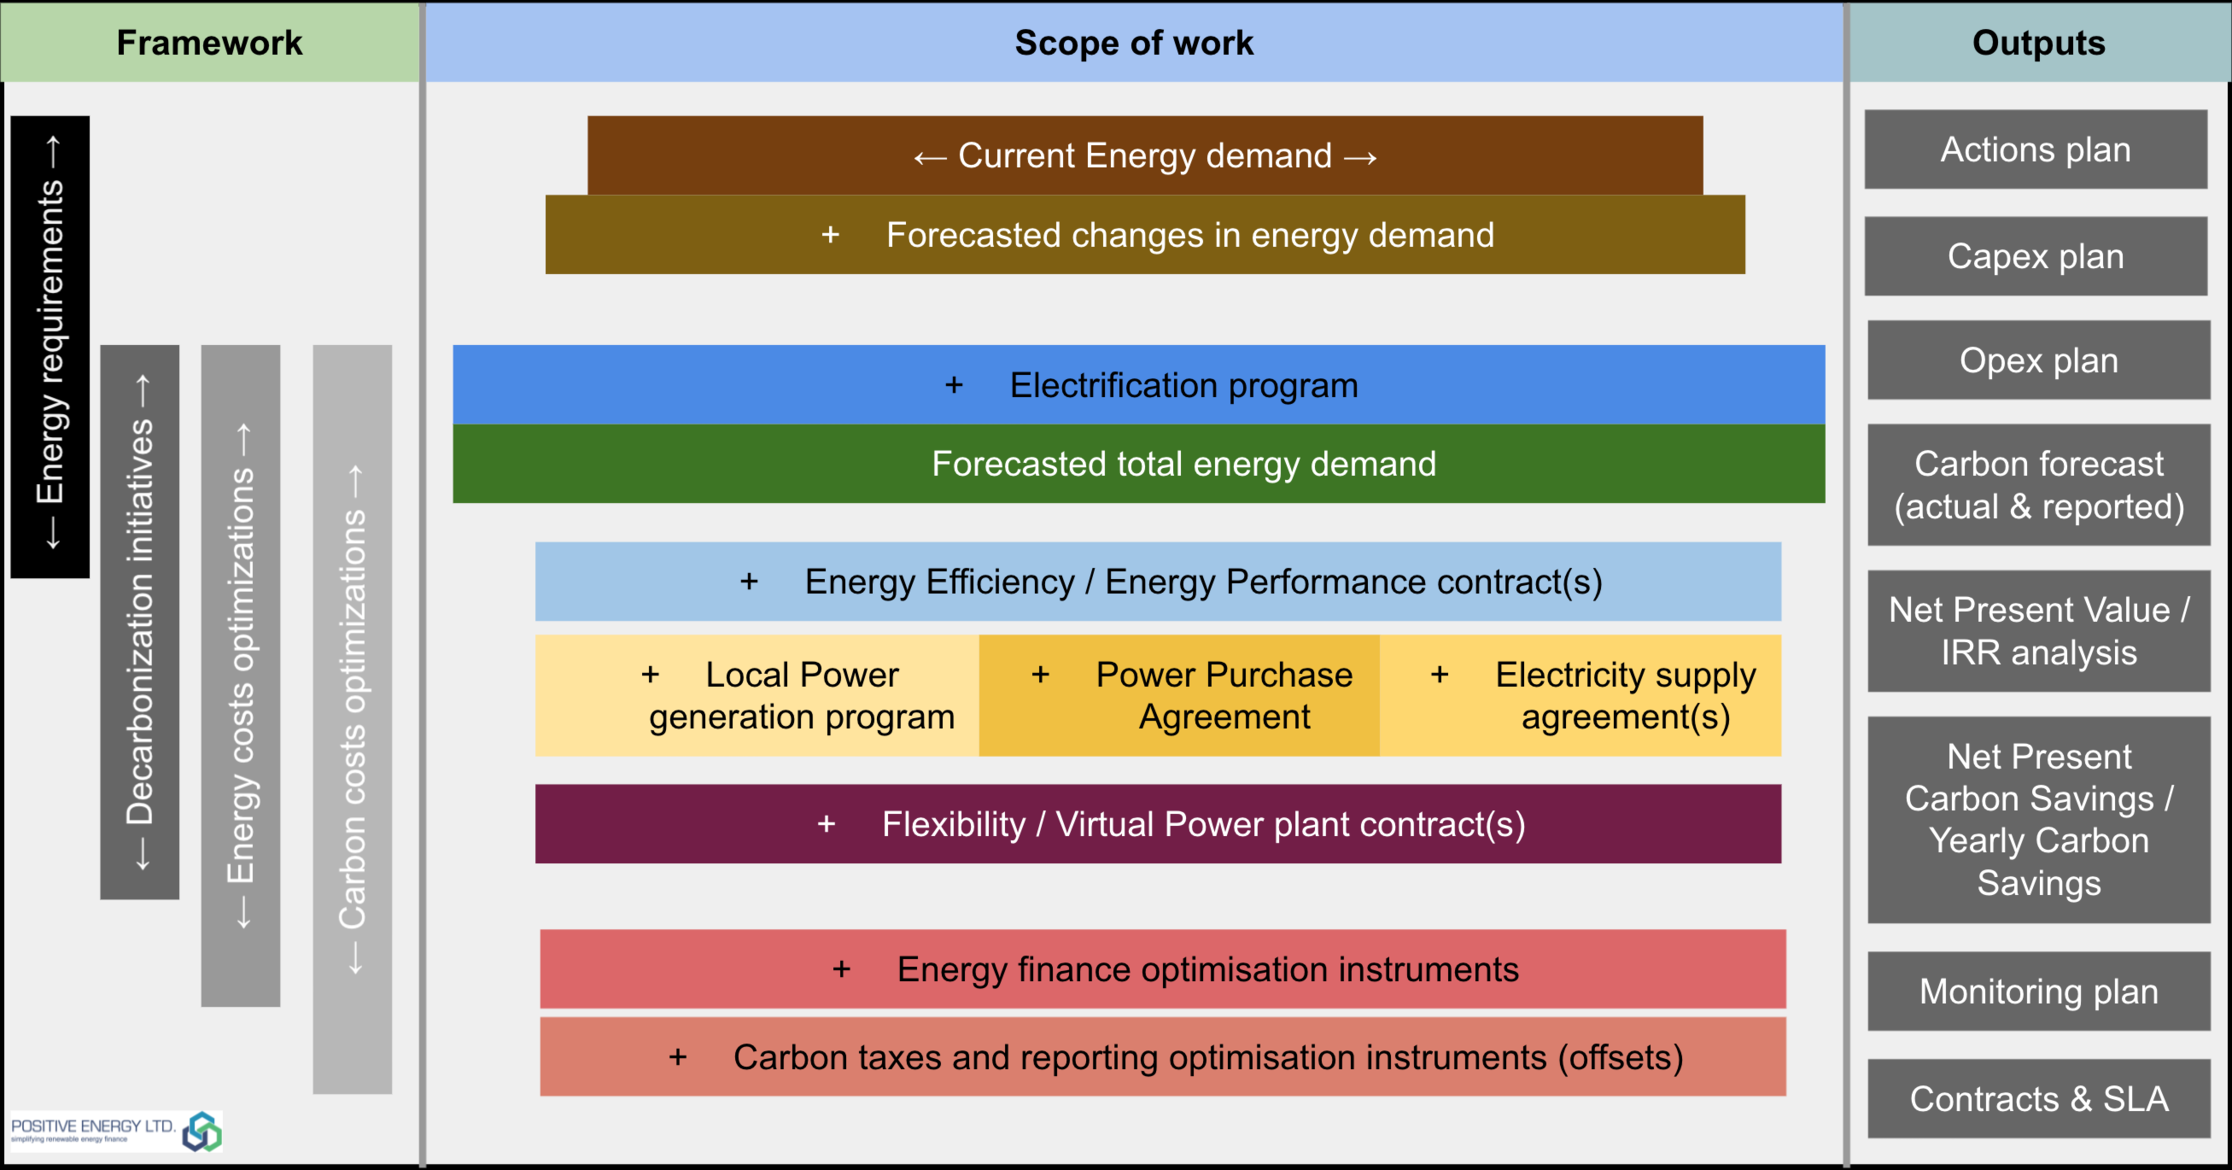 Framework
Scope of work
Outputs
← Energy requirements →
← Decarbonization initiatives →
← Energy costs optimizations →
← Carbon costs optimizations →
← Current Energy demand →
+ Forecasted changes in energy demand
+ Electrification program
Forecasted total energy demand
+ Energy Efficiency / Energy Performance contract(s)
+ Local Power
generation program
+ Power Purchase
Agreement
+ Electricity supply
agreement(s)
+ Flexibility / Virtual Power plant contract(s)
+ Energy finance optimisation instruments
+ Carbon taxes and reporting optimisation instruments (offsets)
Actions plan
Capex plan
Opex plan
Carbon forecast
(actual & reported)
Net Present Value /
IRR analysis
Net Present
Carbon Savings /
Yearly Carbon
Savings
Monitoring plan
Contracts & SLA
POSITIVE ENERGY LTD.
simplifying renewable energy finance